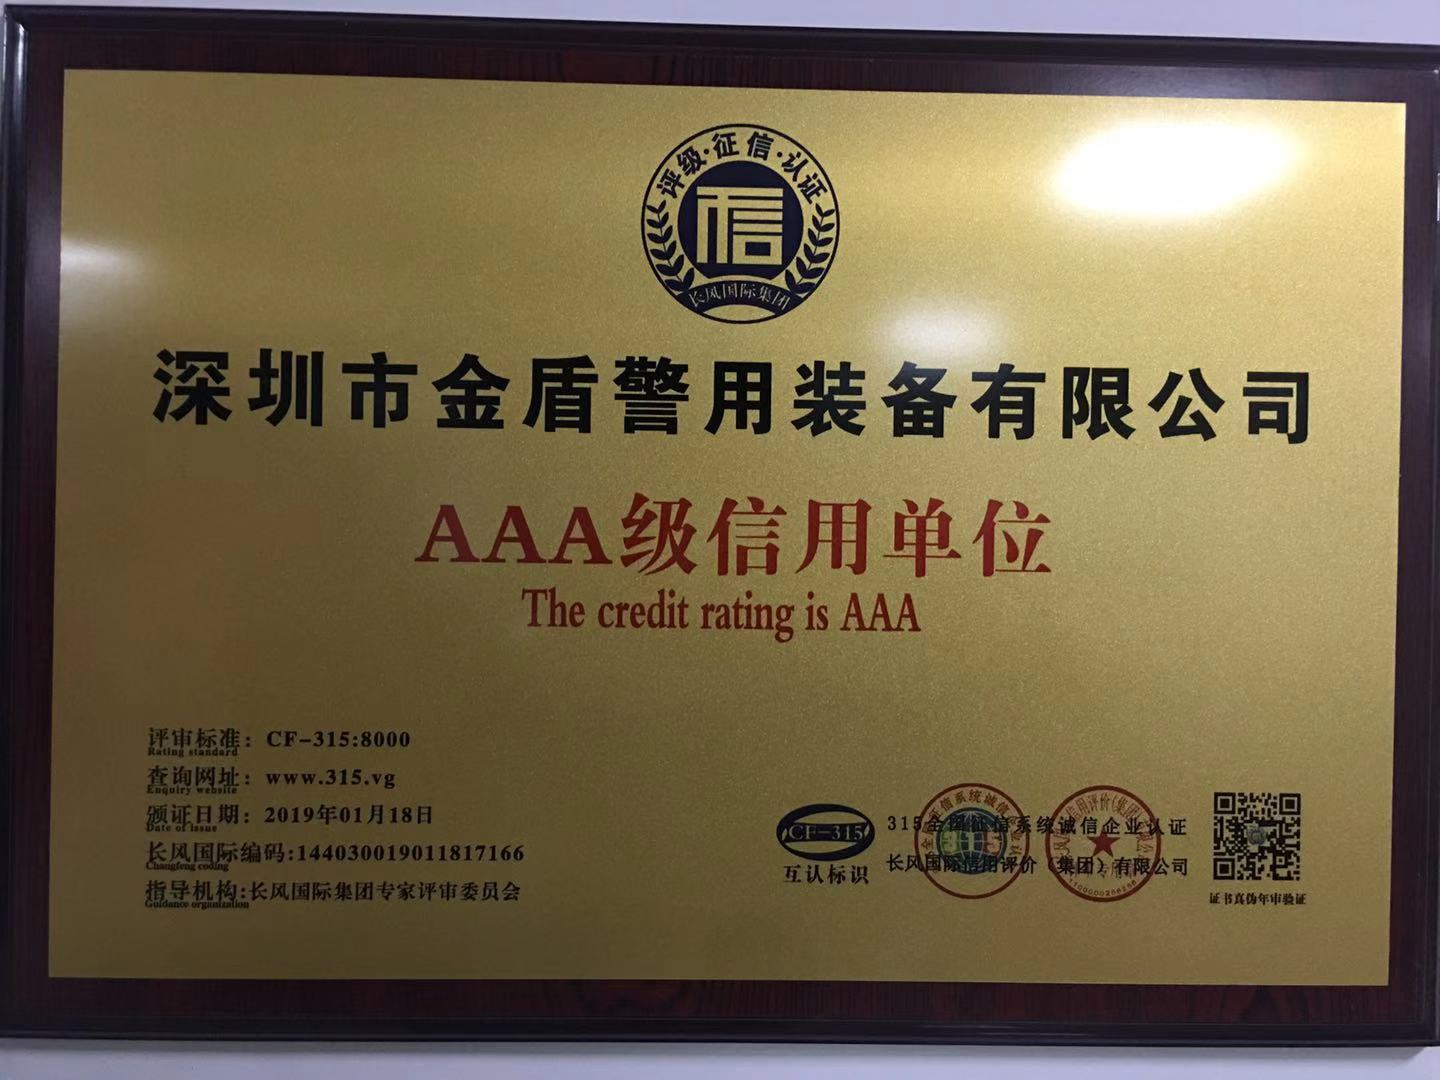 评级·征信·认证
信
长风国际集团
深圳市金盾警用装备有限公司
AAA级信用单位
The credit rating is AAA
评审标准：CF-315:8000
Rating standard
查询网址：www.315.vg
Enquiry website
颁证日期：2019年01月18日
Date of issue
长风国际编码:144030019011817166
Changfeng coding
指导机构:长风国际集团专家评审委员会
Guidance organization
CF-315
互认标识
315全国征信系统诚信企业认证
长风国际信用评价（集团）有限公司
证书真伪年审验证